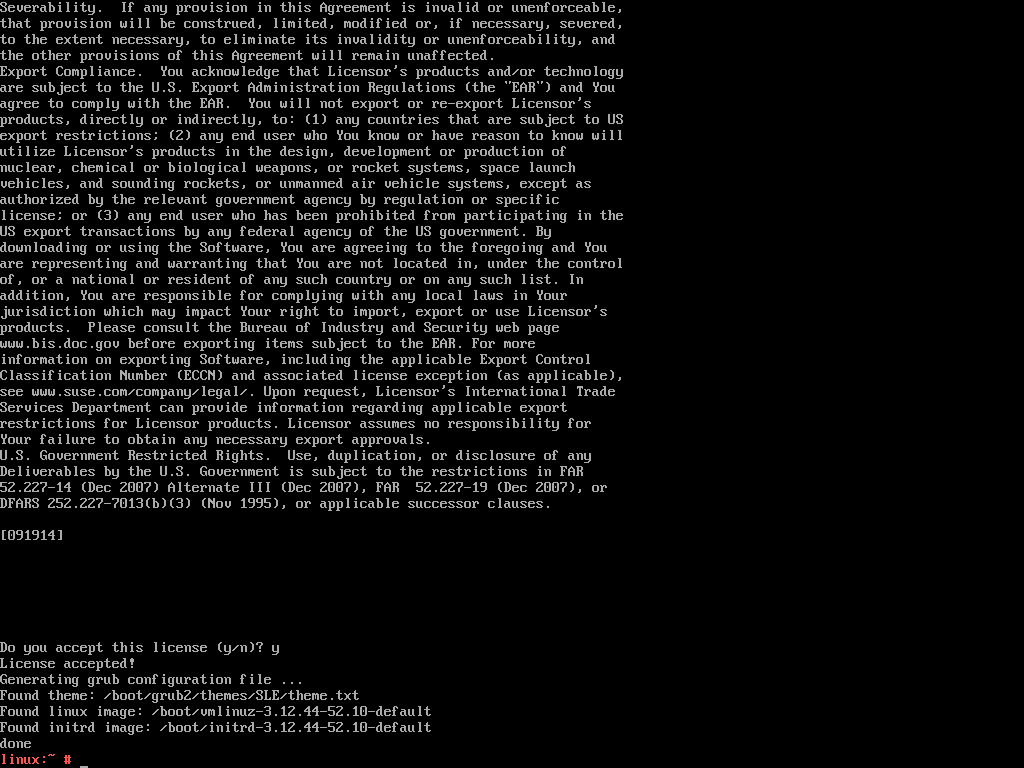 Severability.  If any provision in this Agreement is invalid or unenforceable,
that provision will be construed, limited, modified or, if necessary, severed,
to the extent necessary, to eliminate its invalidity or unenforceability, and
the other provisions of this Agreement will remain unaffected.
Export Compliance.  You acknowledge that Licensor's products and/or technology
are subject to the U.S. Export Administration Regulations (the "EAR") and You
agree to comply with the EAR.  You will not export or re-export Licensor's
products, directly or indirectly, to: (1) any countries that are subject to US
export restrictions; (2) any end user who You know or have reason to know will
utilize Licensor's products in the design, development or production of
nuclear, chemical or biological weapons, or rocket systems, space launch
vehicles, and sounding rockets, or unmanned air vehicle systems, except as
authorized by the relevant government agency by regulation or specific
license; or (3) any end user who has been prohibited from participating in the
US export transactions by any federal agency of the US government. By
downloading or using the Software, You are agreeing to the foregoing and You
are representing and warranting that You are not located in, under the control
of, or a national or resident of any such country or on any such list. In
addition, You are responsible for complying with any local laws in Your
jurisdiction which may impact Your right to import, export or use Licensor's
products.  Please consult the Bureau of Industry and Security web page
www.bis.doc.gov before exporting items subject to the EAR. For more
information on exporting Software, including the applicable Export Control
Classification Number (ECCN) and associated license exception (as applicable),
see www.suse.com/company/legal/. Upon request, Licensor's International Trade
Services Department can provide information regarding applicable export
restrictions for Licensor products. Licensor assumes no responsibility for
Your failure to obtain any necessary export approvals.
U.S. Government Restricted Rights.  Use, duplication, or disclosure of any
Deliverables by the U.S. Government is subject to the restrictions in FAR
52.227-14 (Dec 2007) Alternate III (Dec 2007), FAR  52.227-19 (Dec 2007), or
DFARS 252.227-7013(b)(3) (Nov 1995), or applicable successor clauses.
[091914]
Do you accept this license (y/n)? y
License accepted!
Generating grub configuration file ...
Found theme: /boot/grub2/themes/SLE/theme.txt
Found linux image: /boot/vmlinuz-3.12.44-52.10-default
Found initrd image: /boot/initrd-3.12.44-52.10-default
done
linux:~ # _